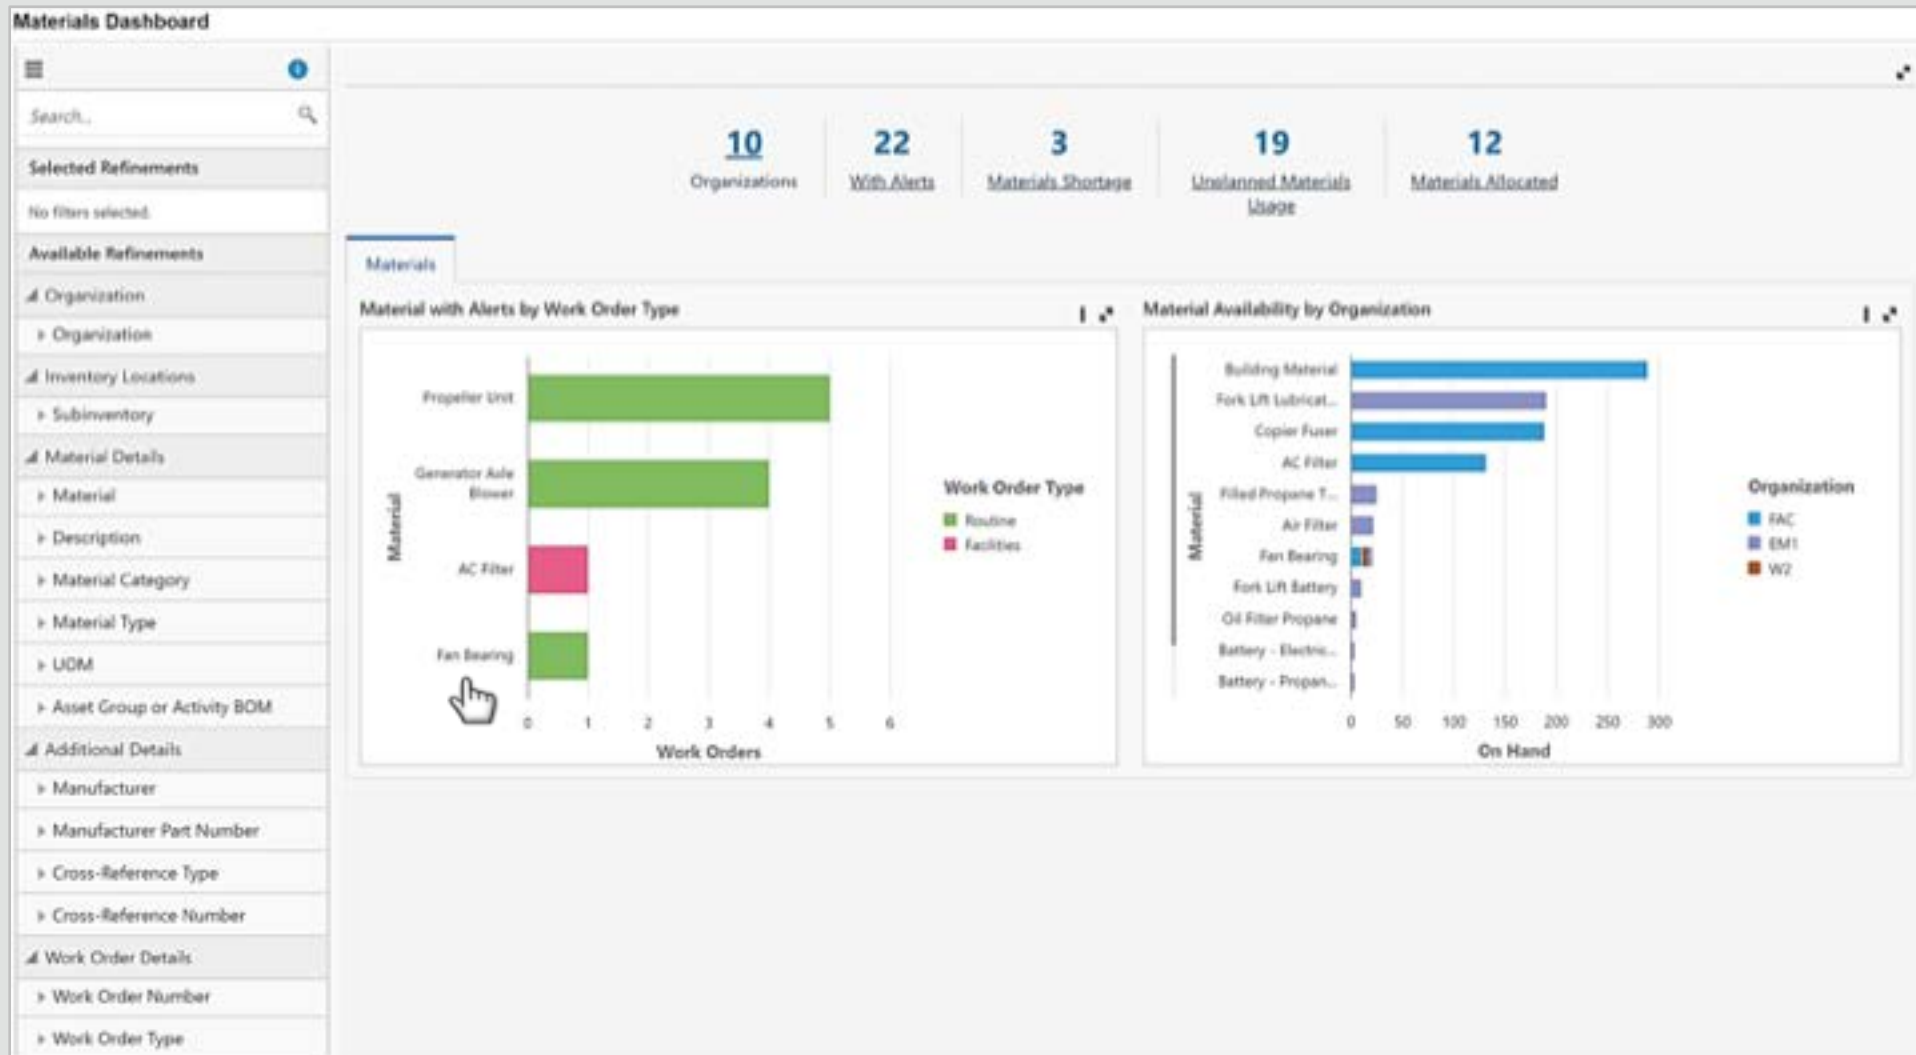 Materials Dashboard
Search...
Selected Refinements
No filters selected.
Available Refinements
Organization
Organization
Inventory Locations
Subinventory
Material Details
Material
Description
Material Category
Material Type
UOM
Asset Group or Activity BOM
Additional Details
Manufacturer
Manufacturer Part Number
Cross-Reference Type
Cross-Reference Number
Work Order Details
Work Order Number
Work Order Type
10
Organizations
22
With Alerts
3
Materials Shortage
19
Unplanned Materials
Usage
12
Materials Allocated
Materials
Material with Alerts by Work Order Type
Material
Propeller Unit
Generator Axle
Blower
AC Filter
Fan Bearing
0 1 2 3 4 5 6
Work Orders
Work Order Type
Routine
Facilities
Material Availability by Organization
Material
Building Material
Fork Lift Lubricat...
Copier Fuser
AC Filter
Filled Propane T...
Air Filter
Fan Bearing
Fork Lift Battery
Oil Filter Propane
Battery - Electric...
Battery - Propan...
0 50 100 150 200 250 300
On Hand
Organization
FAC
EM1
W2